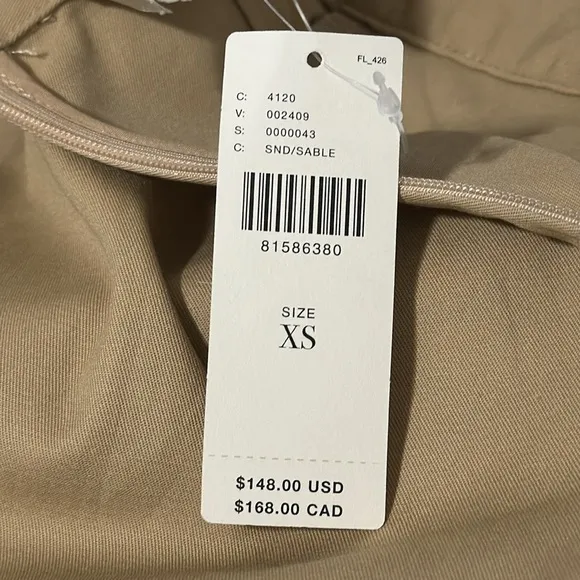 FL_426
C: 4120
V: 002409
S: 0000043
C: SND/SABLE
81586380
SIZE
XS
$148.00 USD
$168.00 CAD